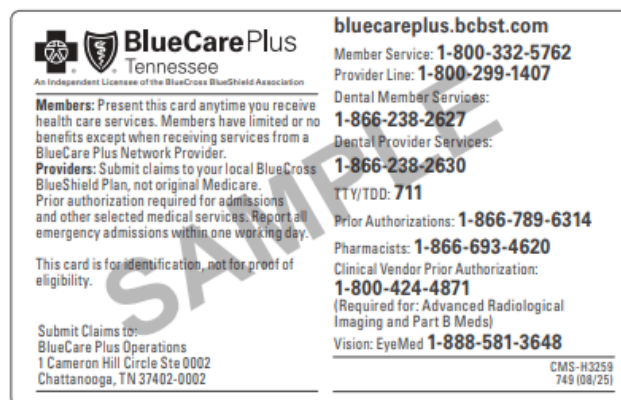 BlueCare Plus
Tennessee
An Independent Licensee of the BlueCross BlueShield Association
Members: Present this card anytime you receive
health care services. Members have limited or no
benefits except when receiving services from a
BlueCare Plus Network Provider.
Providers: Submit claims to your local BlueCross
BlueShield Plan, not original Medicare.
Prior authorization required for admissions
and other selected medical services. Report all
emergency admissions within one working day.
This card is for identification, not for proof of
eligibility.
Submit Claims to:
BlueCare Plus Operations
1 Cameron Hill Circle Ste 0002
Chattanooga, TN 37402-0002
bluecareplus.bcbst.com
Member Service: 1-800-332-5762
Provider Line: 1-800-299-1407
Dental Member Services:
1-866-238-2627
Dental Provider Services:
1-866-238-2630
TTY/TDD: 711
Prior Authorizations: 1-866-789-6314
Pharmacists: 1-866-693-4620
Clinical Vendor Prior Authorization:
1-800-424-4871
(Required for: Advanced Radiological
Imaging and Part B Meds)
Vision: EyeMed 1-888-581-3648
CMS-H3259
749 (08/25)
SAMPLE